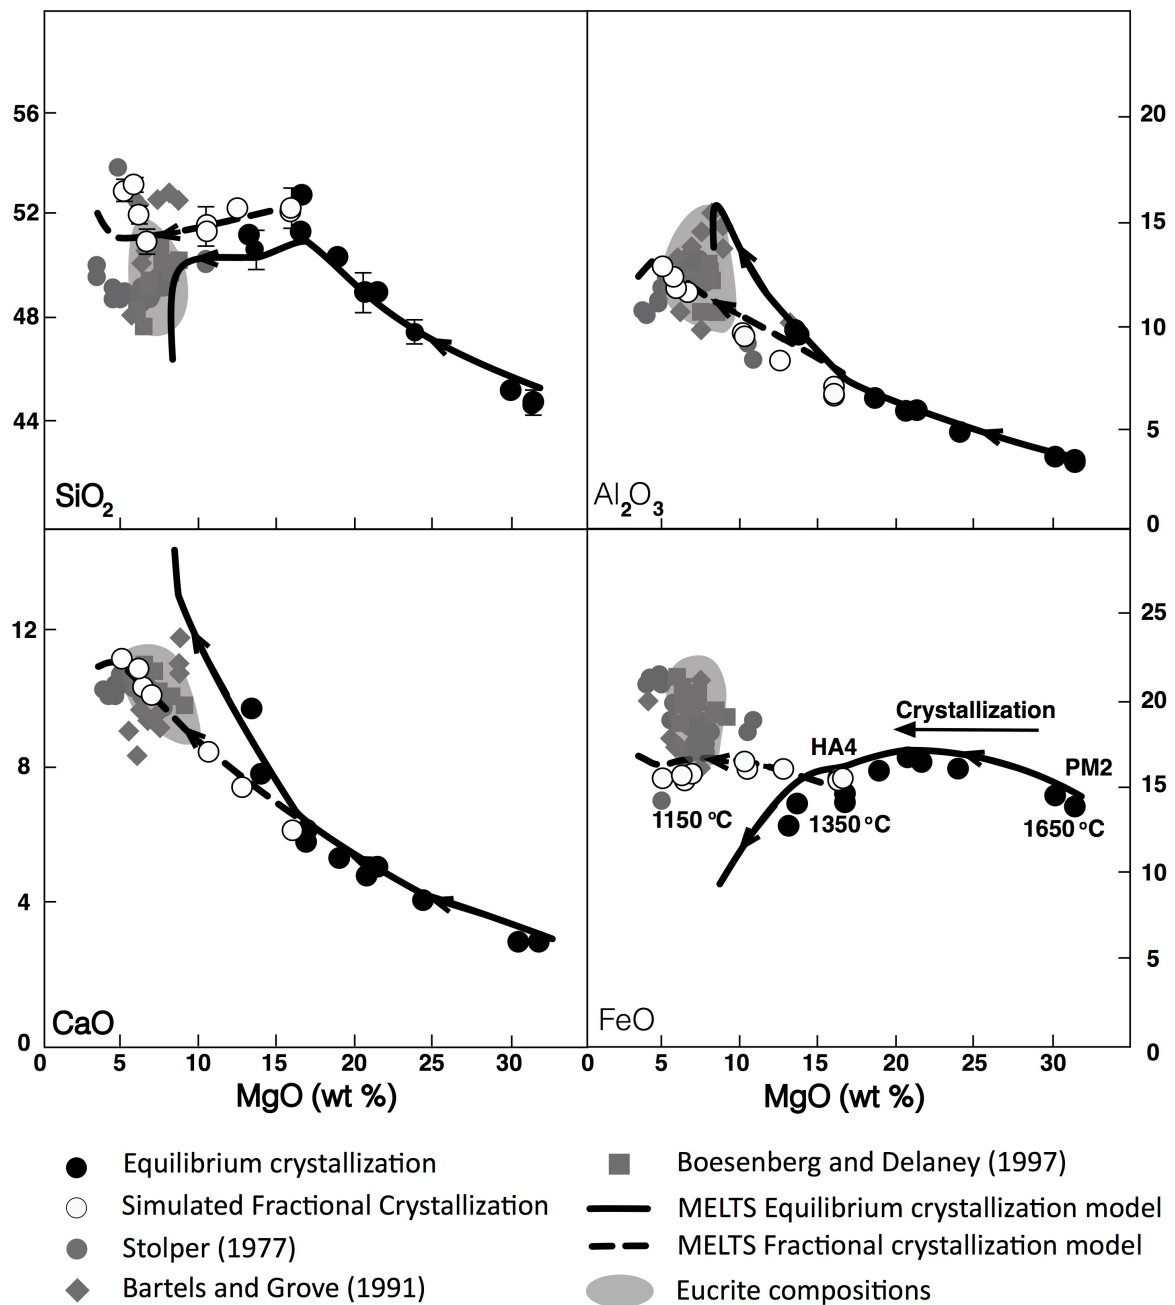 56
52
48
44
SiO2
20
15
10
5
0
Al2O3
12
8
4
0
CaO
25
20
15
10
5
0
Crystallization
HA4
PM2
1150 °C
1350 °C
1650 °C
FeO
0 5 10 15 20 25 30
0 5 10 15 20 25 30
MgO (wt %)
MgO (wt %)
Equilibrium crystallization
Simulated Fractional Crystallization
Stolper (1977)
Bartels and Grove (1991)
Boesenberg and Delaney (1997)
MELTS Equilibrium crystallization model
MELTS Fractional crystallization model
Eucrite compositions